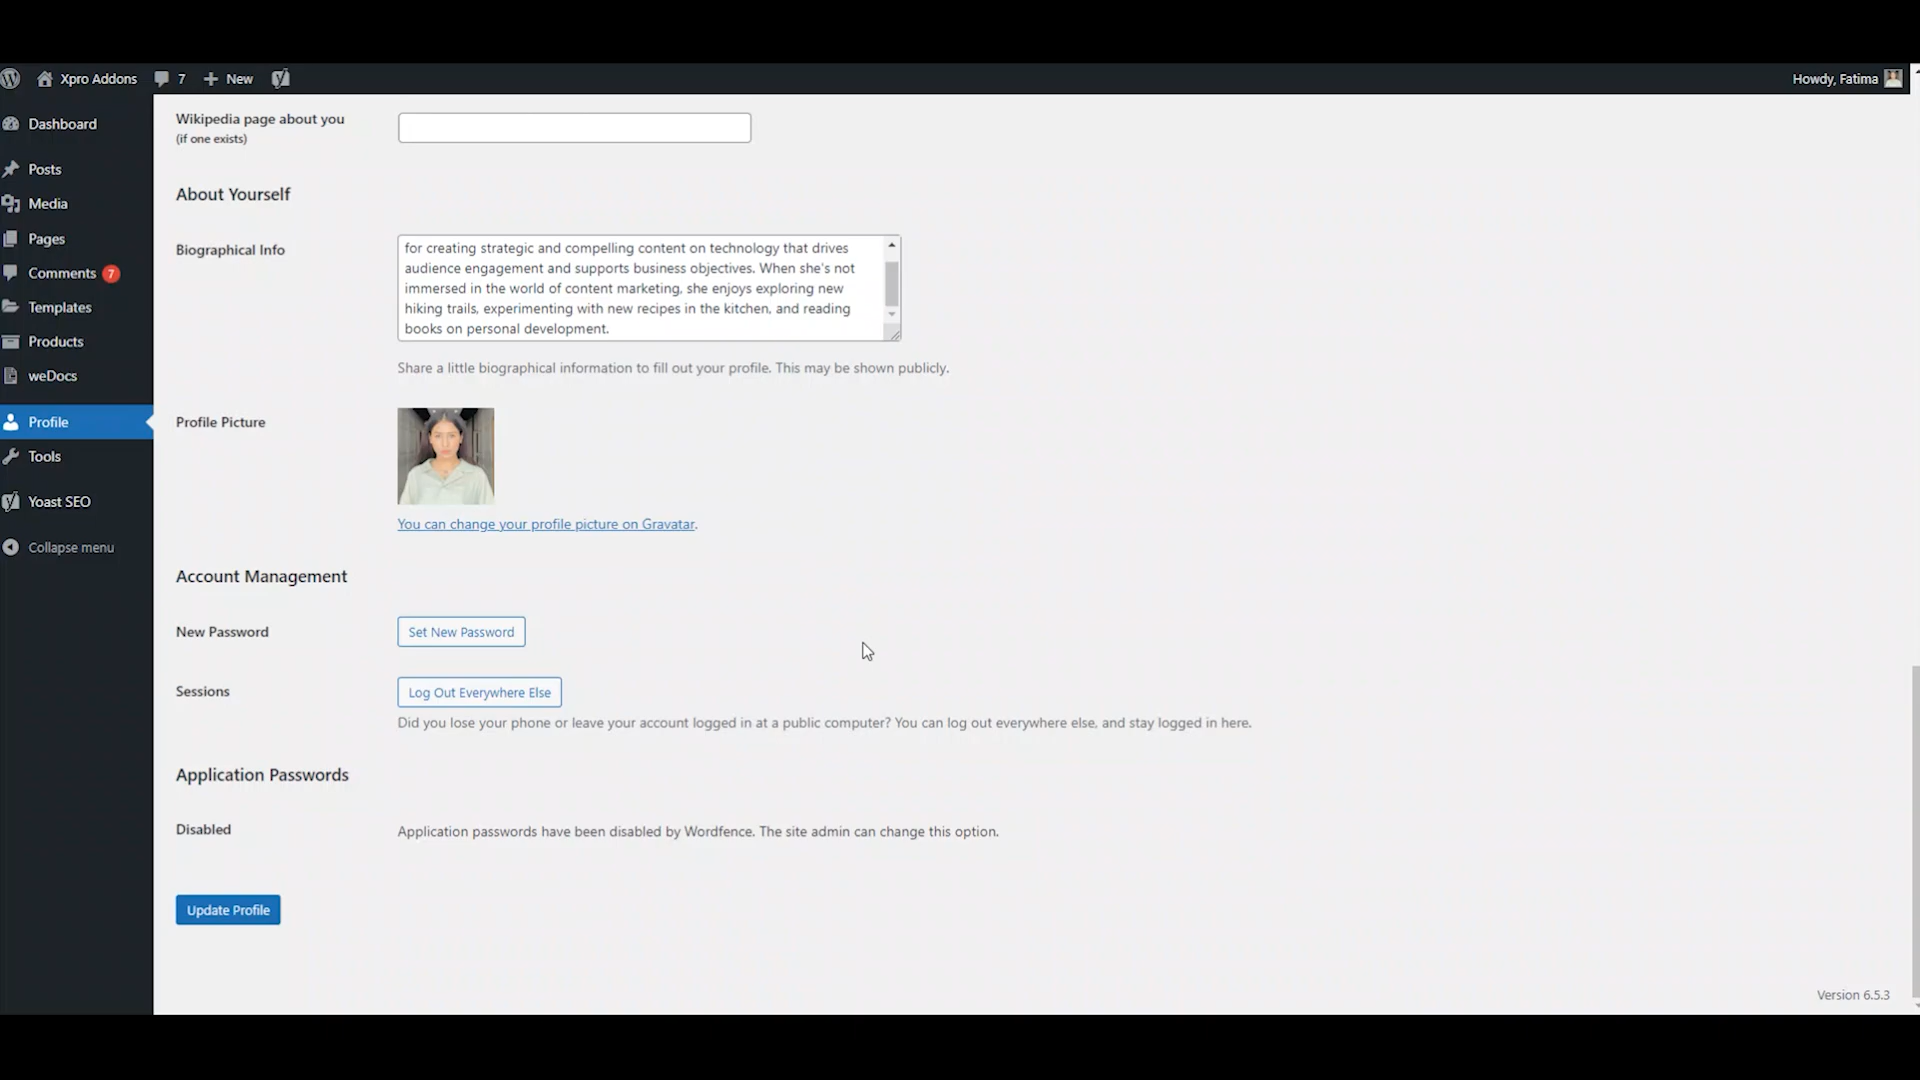 Xpro Addons 7 New Howdy, Fatima
Dashboard
Posts
Media
Pages
Comments 7
Templates
Products
weDocs
Profile
Tools
Yoast SEO
Collapse menu
Wikipedia page about you
(if one exists)
About Yourself
Biographical Info
for creating strategic and compelling content on technology that drives
audience engagement and supports business objectives. When she's not
immersed in the world of content marketing, she enjoys exploring new
hiking trails, experimenting with new recipes in the kitchen, and reading
books on personal development.
Share a little biographical information to fill out your profile. This may be shown publicly.
Profile Picture
You can change your profile picture on Gravatar.
Account Management
New Password
Set New Password
Sessions
Log Out Everywhere Else
Did you lose your phone or leave your account logged in at a public computer? You can log out everywhere else, and stay logged in here.
Application Passwords
Disabled
Application passwords have been disabled by Wordfence. The site admin can change this option.
Update Profile
Version 6.5.3